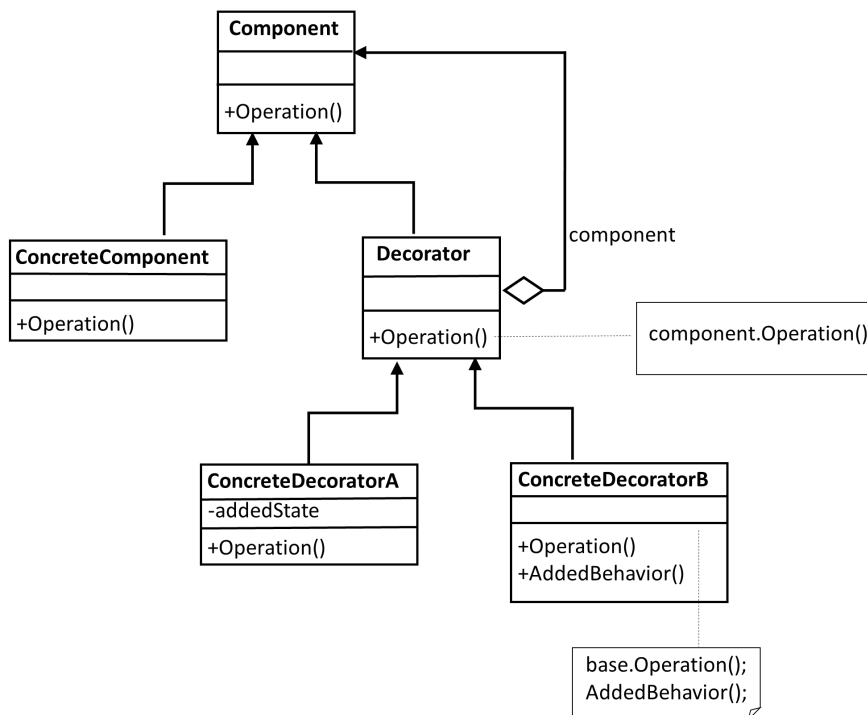 Component
+Operation()
component
ConcreteComponent
+Operation()
Decorator
+Operation()
component.Operation()
ConcreteDecoratorA
-addedState
+Operation()
ConcreteDecoratorB
+Operation()
+AddedBehavior()
base.Operation();
AddedBehavior();